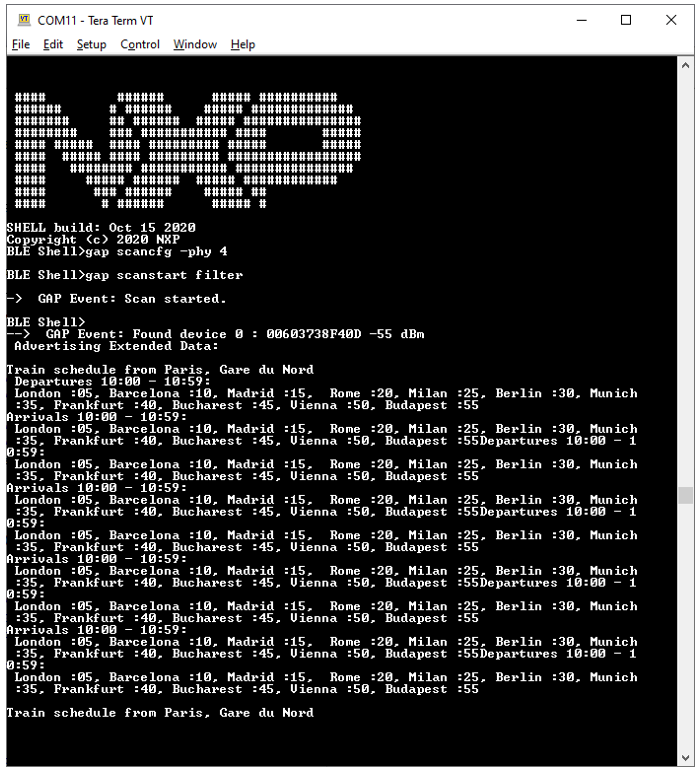 COM11 - Tera Term VT
File Edit Setup Control Window Help
NXP
SHELL build: Oct 15 2020
Copyright (c) 2020 NXP
BLE Shell>gap scancfg -phy 4
BLE Shell>gap scanstart filter
->  GAP Event: Scan started.
BLE Shell>
-->  GAP Event: Found device 0 : 00603738F40D -55 dBm
 Advertising Extended Data:
Train schedule from Paris, Gare du Nord
 Departures 10:00 - 10:59:
 London :05, Barcelona :10, Madrid :15,  Rome :20, Milan :25, Berlin :30, Munich
 :35, Frankfurt :40, Bucharest :45, Vienna :50, Budapest :55
Arrivals 10:00 - 10:59:
 London :05, Barcelona :10, Madrid :15,  Rome :20, Milan :25, Berlin :30, Munich
 :35, Frankfurt :40, Bucharest :45, Vienna :50, Budapest :55Departures 10:00 - 1
0:59:
 London :05, Barcelona :10, Madrid :15,  Rome :20, Milan :25, Berlin :30, Munich
 :35, Frankfurt :40, Bucharest :45, Vienna :50, Budapest :55
Arrivals 10:00 - 10:59:
 London :05, Barcelona :10, Madrid :15,  Rome :20, Milan :25, Berlin :30, Munich
 :35, Frankfurt :40, Bucharest :45, Vienna :50, Budapest :55Departures 10:00 - 1
0:59:
 London :05, Barcelona :10, Madrid :15,  Rome :20, Milan :25, Berlin :30, Munich
 :35, Frankfurt :40, Bucharest :45, Vienna :50, Budapest :55
Arrivals 10:00 - 10:59:
 London :05, Barcelona :10, Madrid :15,  Rome :20, Milan :25, Berlin :30, Munich
 :35, Frankfurt :40, Bucharest :45, Vienna :50, Budapest :55Departures 10:00 - 1
0:59:
 London :05, Barcelona :10, Madrid :15,  Rome :20, Milan :25, Berlin :30, Munich
 :35, Frankfurt :40, Bucharest :45, Vienna :50, Budapest :55
Arrivals 10:00 - 10:59:
 London :05, Barcelona :10, Madrid :15,  Rome :20, Milan :25, Berlin :30, Munich
 :35, Frankfurt :40, Bucharest :45, Vienna :50, Budapest :55Departures 10:00 - 1
0:59:
 London :05, Barcelona :10, Madrid :15,  Rome :20, Milan :25, Berlin :30, Munich
 :35, Frankfurt :40, Bucharest :45, Vienna :50, Budapest :55
Train schedule from Paris, Gare du Nord